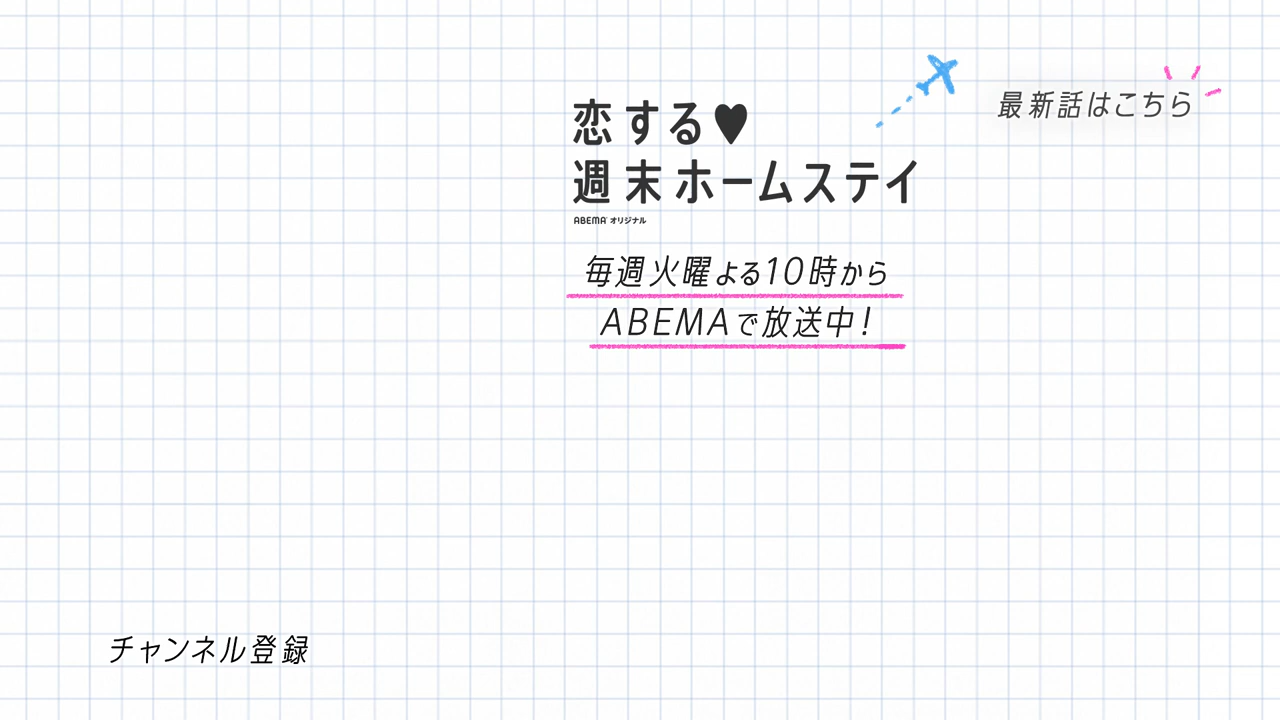 恋する♥
週末ホームステイ
ABEMA オリジナル
最新話はこちら
毎週火曜よる10時から
ABEMAで放送中!
チャンネル登録